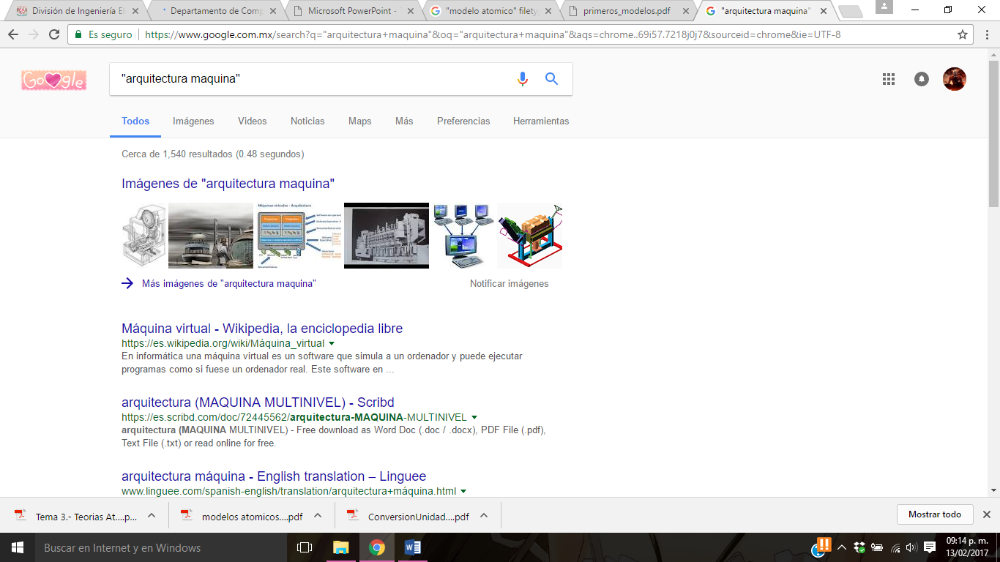 División de Ingeniería El
Departamento de Comp
Microsoft PowerPoint - T
"modelo atomico" filety
primeros_modelos.pdf
"arquitectura maquina"
Es seguro
https://www.google.com.mx/search?q="arquitectura+maquina"&oq="arquitectura+maquina"&aqs=chrome..69i57.7218j0j7&sourceid=chrome&ie=UTF-8
Google
"arquitectura maquina"
Todos
Imágenes
Videos
Noticias
Maps
Más
Preferencias
Herramientas
Cerca de 1,540 resultados (0.48 segundos)
Imágenes de "arquitectura maquina"
Máquinas virtuales - Arquitectura
Más imágenes de "arquitectura maquina"
Notificar imágenes
Máquina virtual - Wikipedia, la enciclopedia libre
https://es.wikipedia.org/wiki/Máquina_virtual
En informática una máquina virtual es un software que simula a un ordenador y puede ejecutar
programas como si fuese un ordenador real. Este software en ...
arquitectura (MAQUINA MULTINIVEL) - Scribd
https://es.scribd.com/doc/72445562/arquitectura-MAQUINA-MULTINIVEL
arquitectura (MAQUINA MULTINIVEL) - Free download as Word Doc (.doc / .docx), PDF File (.pdf),
Text File (.txt) or read online for free.
arquitectura máquina - English translation – Linguee
www.linguee.com/spanish-english/translation/arquitectura+máquina.html
Tema 3.- Teorias At....p...
modelos atomicos....pdf
ConversionUnidad....pdf
Mostrar todo
Buscar en Internet y en Windows
09:14 p. m.
13/02/2017